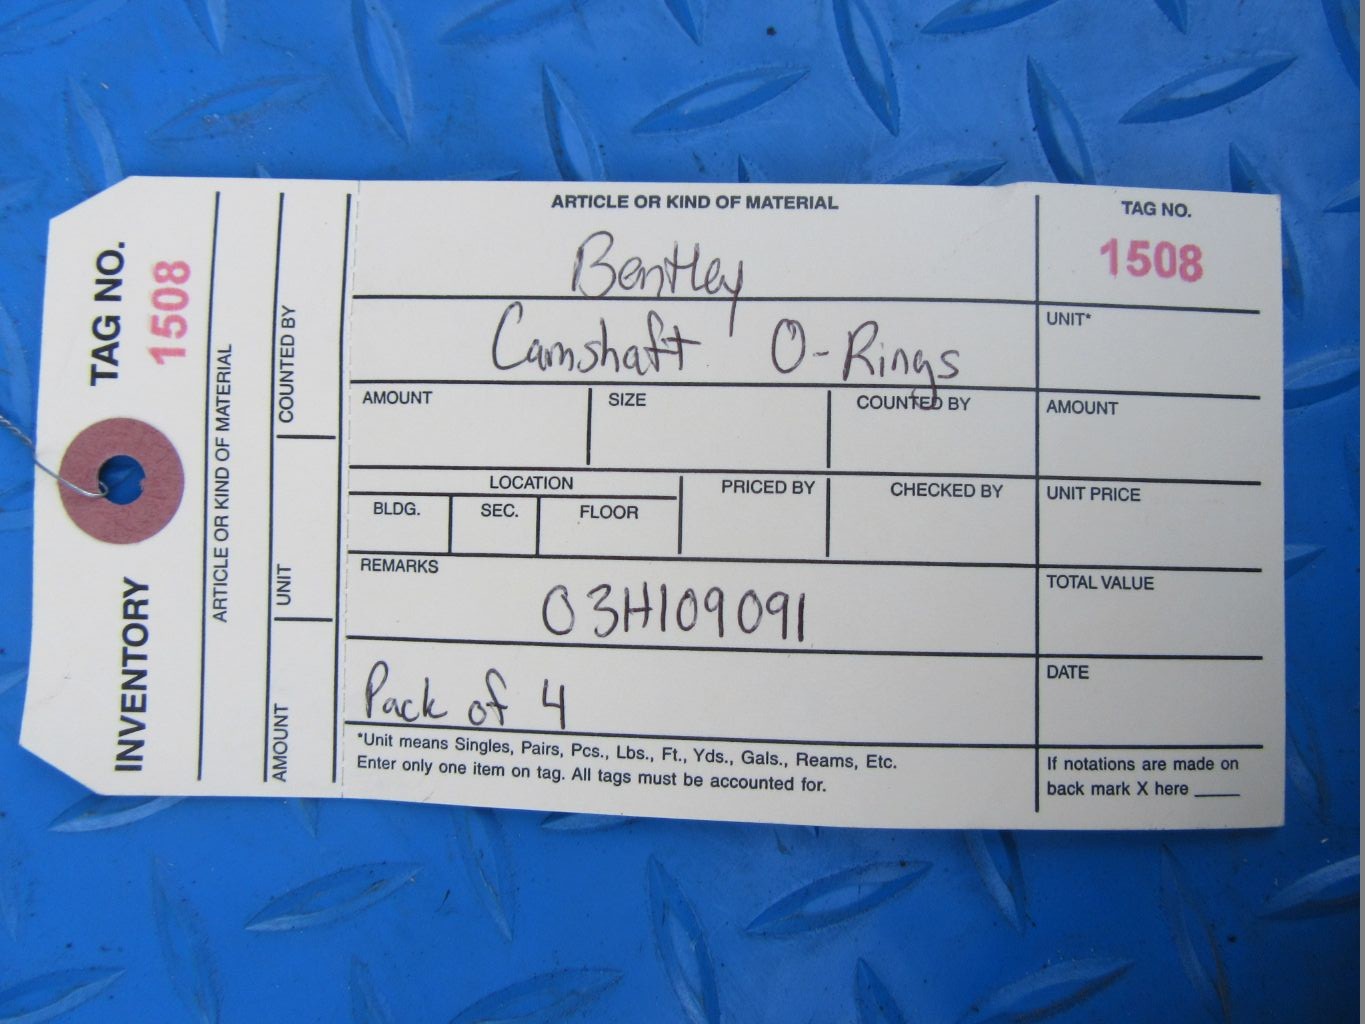 TAG NO.
1508
INVENTORY
ARTICLE OR KIND OF MATERIAL
COUNTED BY
UNIT
AMOUNT
ARTICLE OR KIND OF MATERIAL
Bentley
Camshaft O-Rings
TAG NO.
1508
UNIT*
AMOUNT
SIZE
COUNTED BY
AMOUNT
LOCATION
BLDG.
SEC.
FLOOR
PRICED BY
CHECKED BY
UNIT PRICE
REMARKS
03H109091
TOTAL VALUE
Pack of 4
DATE
*Unit means Singles, Pairs, Pcs., Lbs., Ft., Yds., Gals., Reams, Etc.
Enter only one item on tag. All tags must be accounted for.
If notations are made on
back mark X here ____